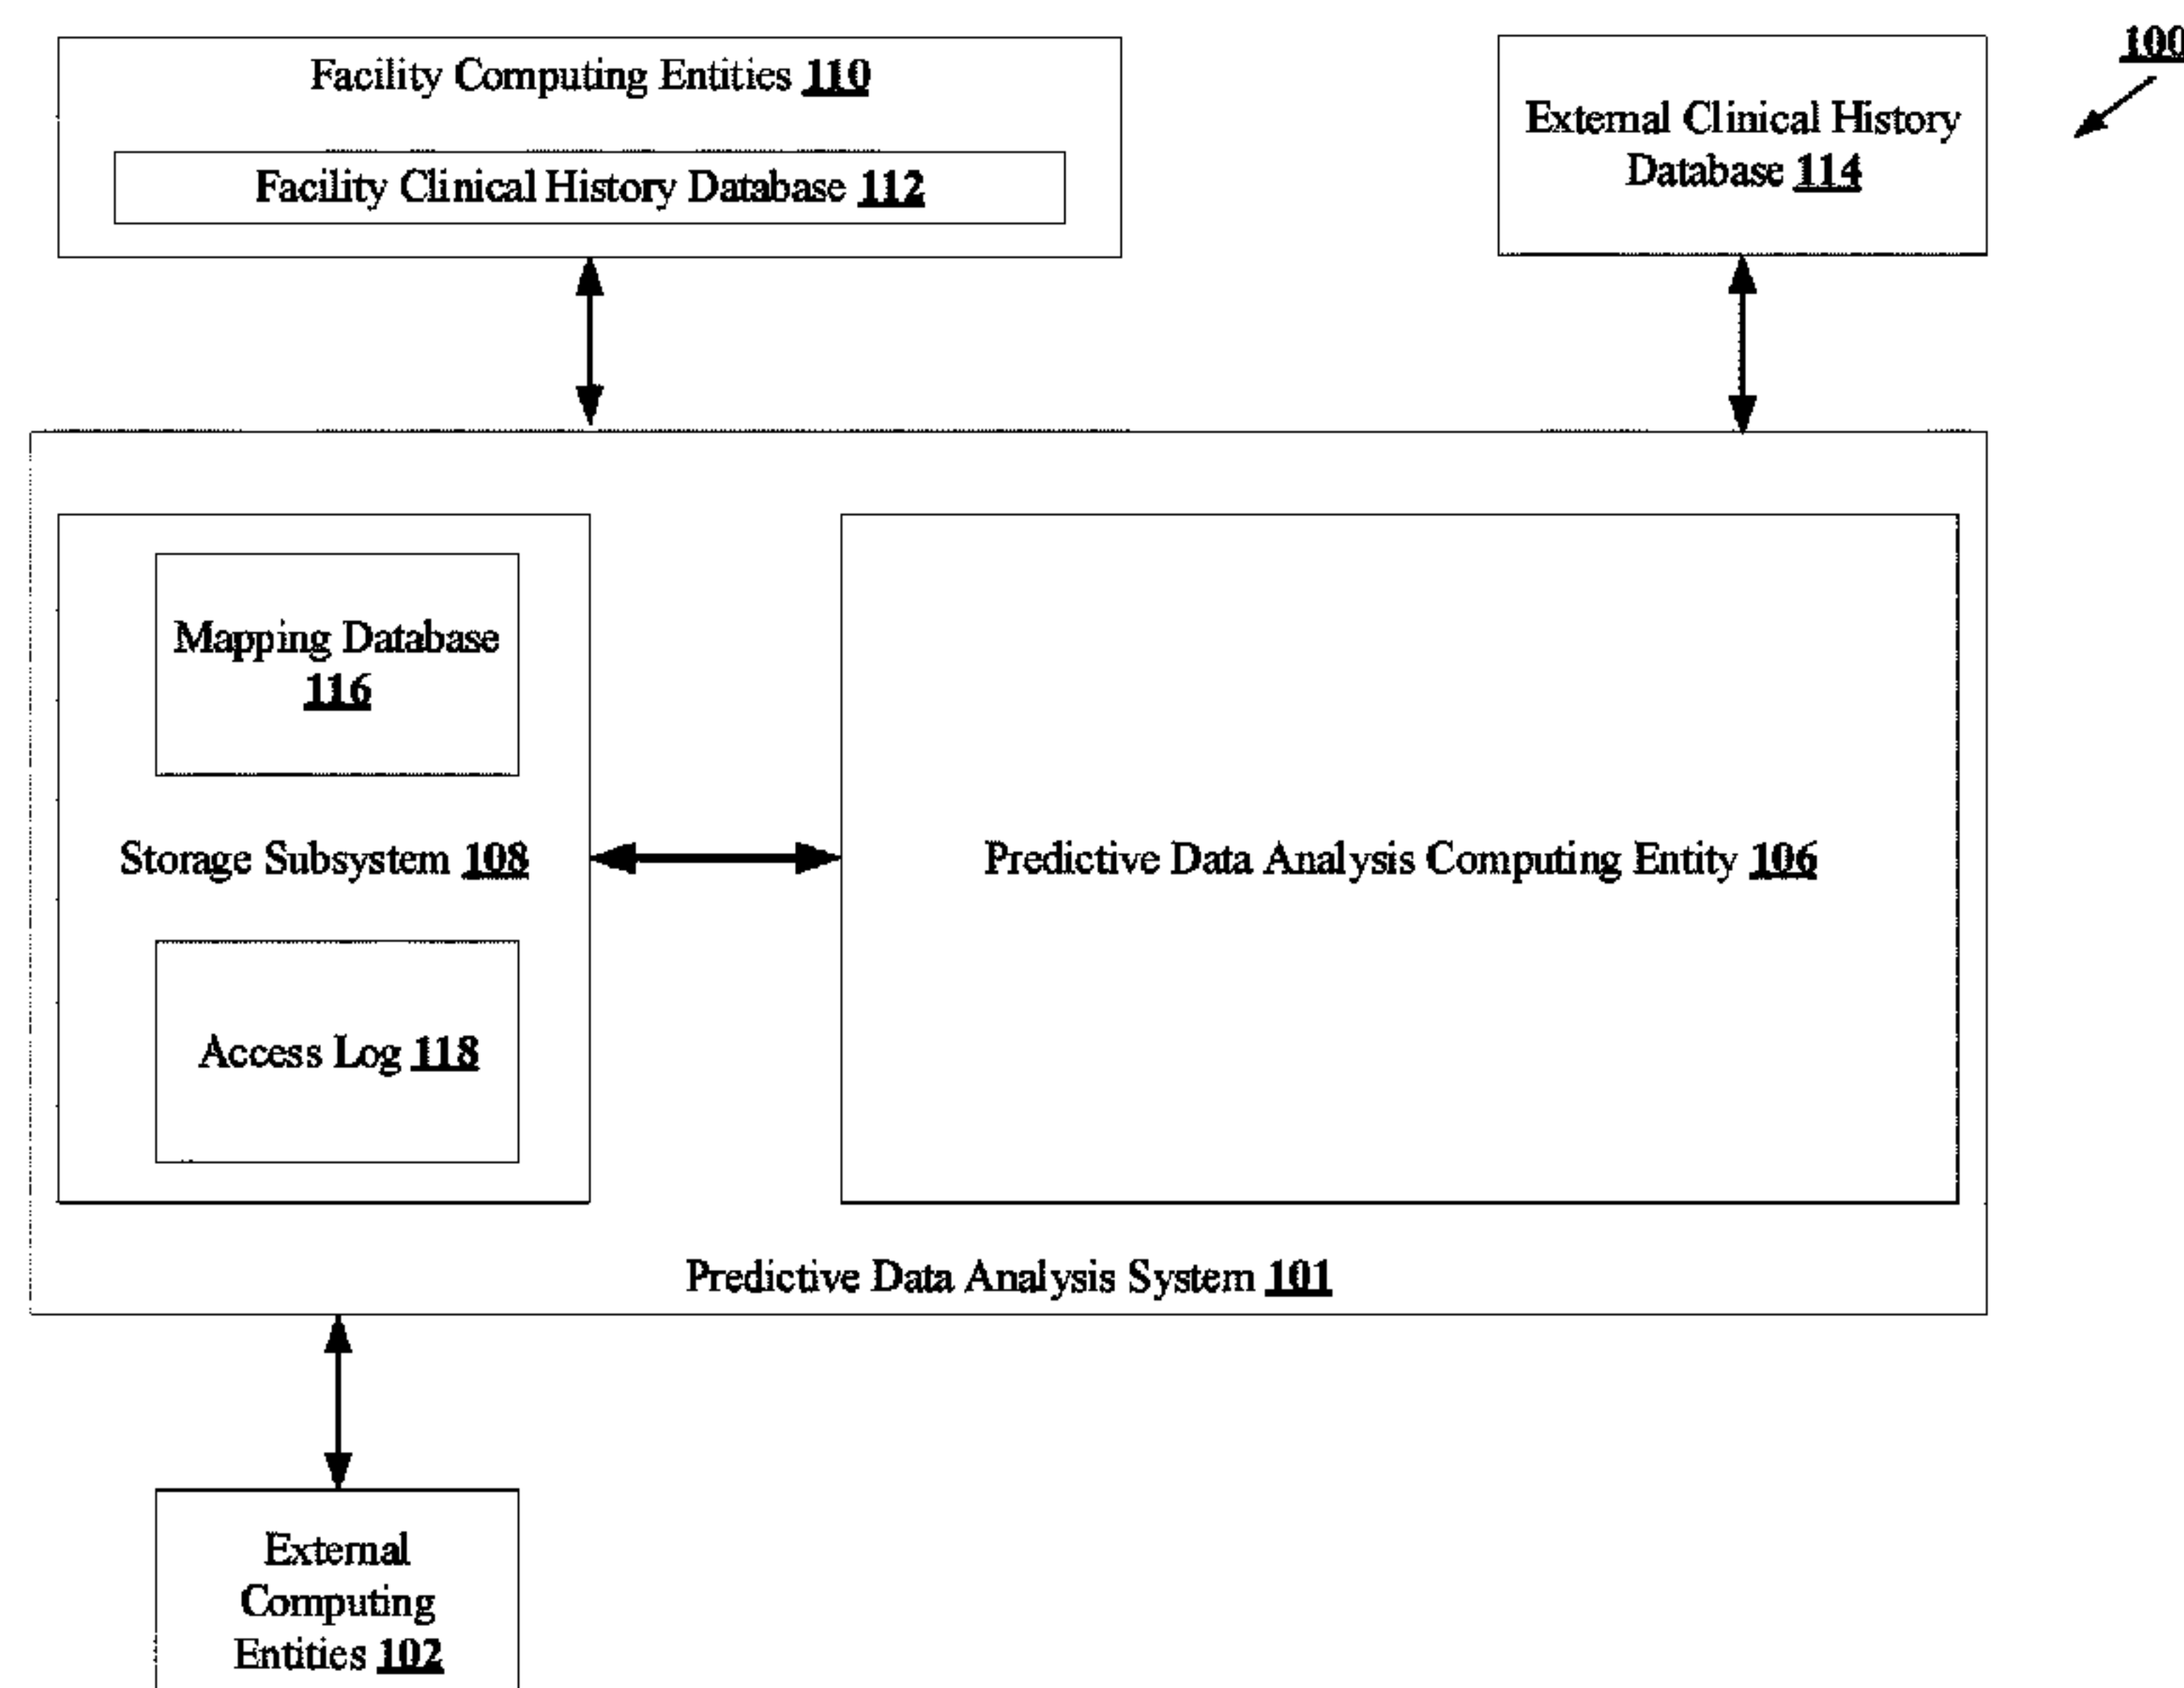 100
Facility Computing Entities 110
Facility Clinical History Database 112
External Clinical History
Database 114
Mapping Database
116
Storage Subsystem 108
Predictive Data Analysis Computing Entity 106
Access Log 118
Predictive Data Analysis System 101
External
Computing
Entities 102